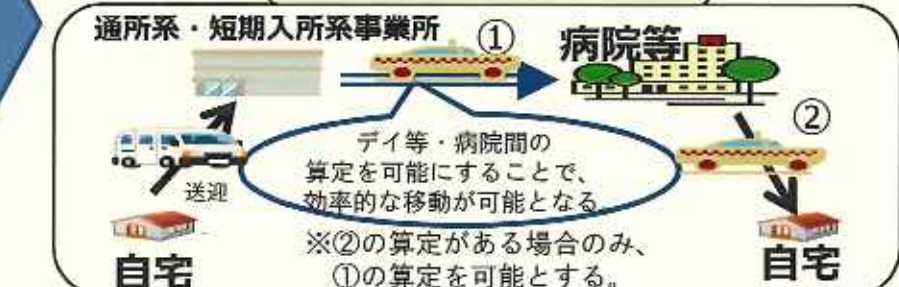 通所系・短期入所系事業所
①
病院等
②
デイ等・病院間の
算定を可能にすることで、
効率的な移動が可能となる。
送迎
※②の算定がある場合のみ、
①の算定を可能とする。
自宅
自宅